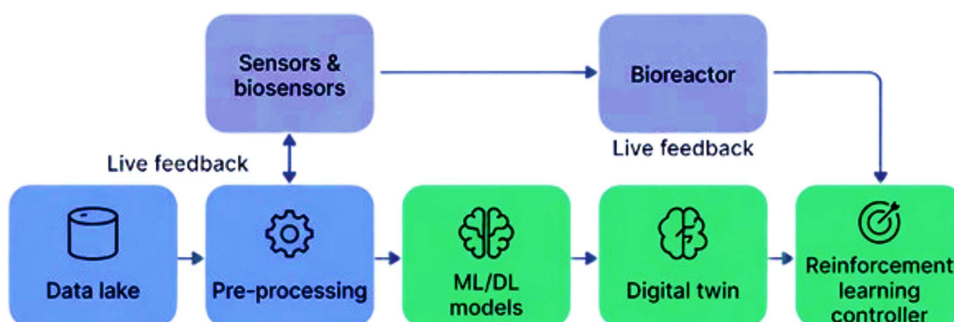 Sensors &
biosensors
Bioreactor
Live feedback
Live feedback
Data lake
Pre-processing
ML/DL
models
Digital twin
Reinforcement
learning
controller